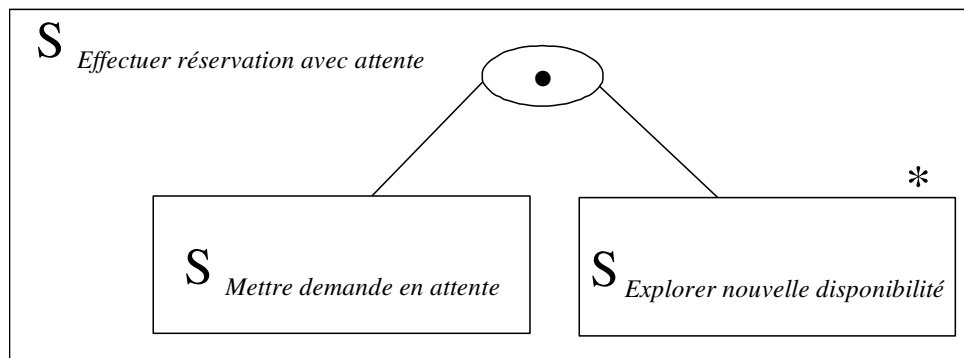 S Effectuer réservation avec attente
*
S Mettre demande en attente
S Explorer nouvelle disponibilité